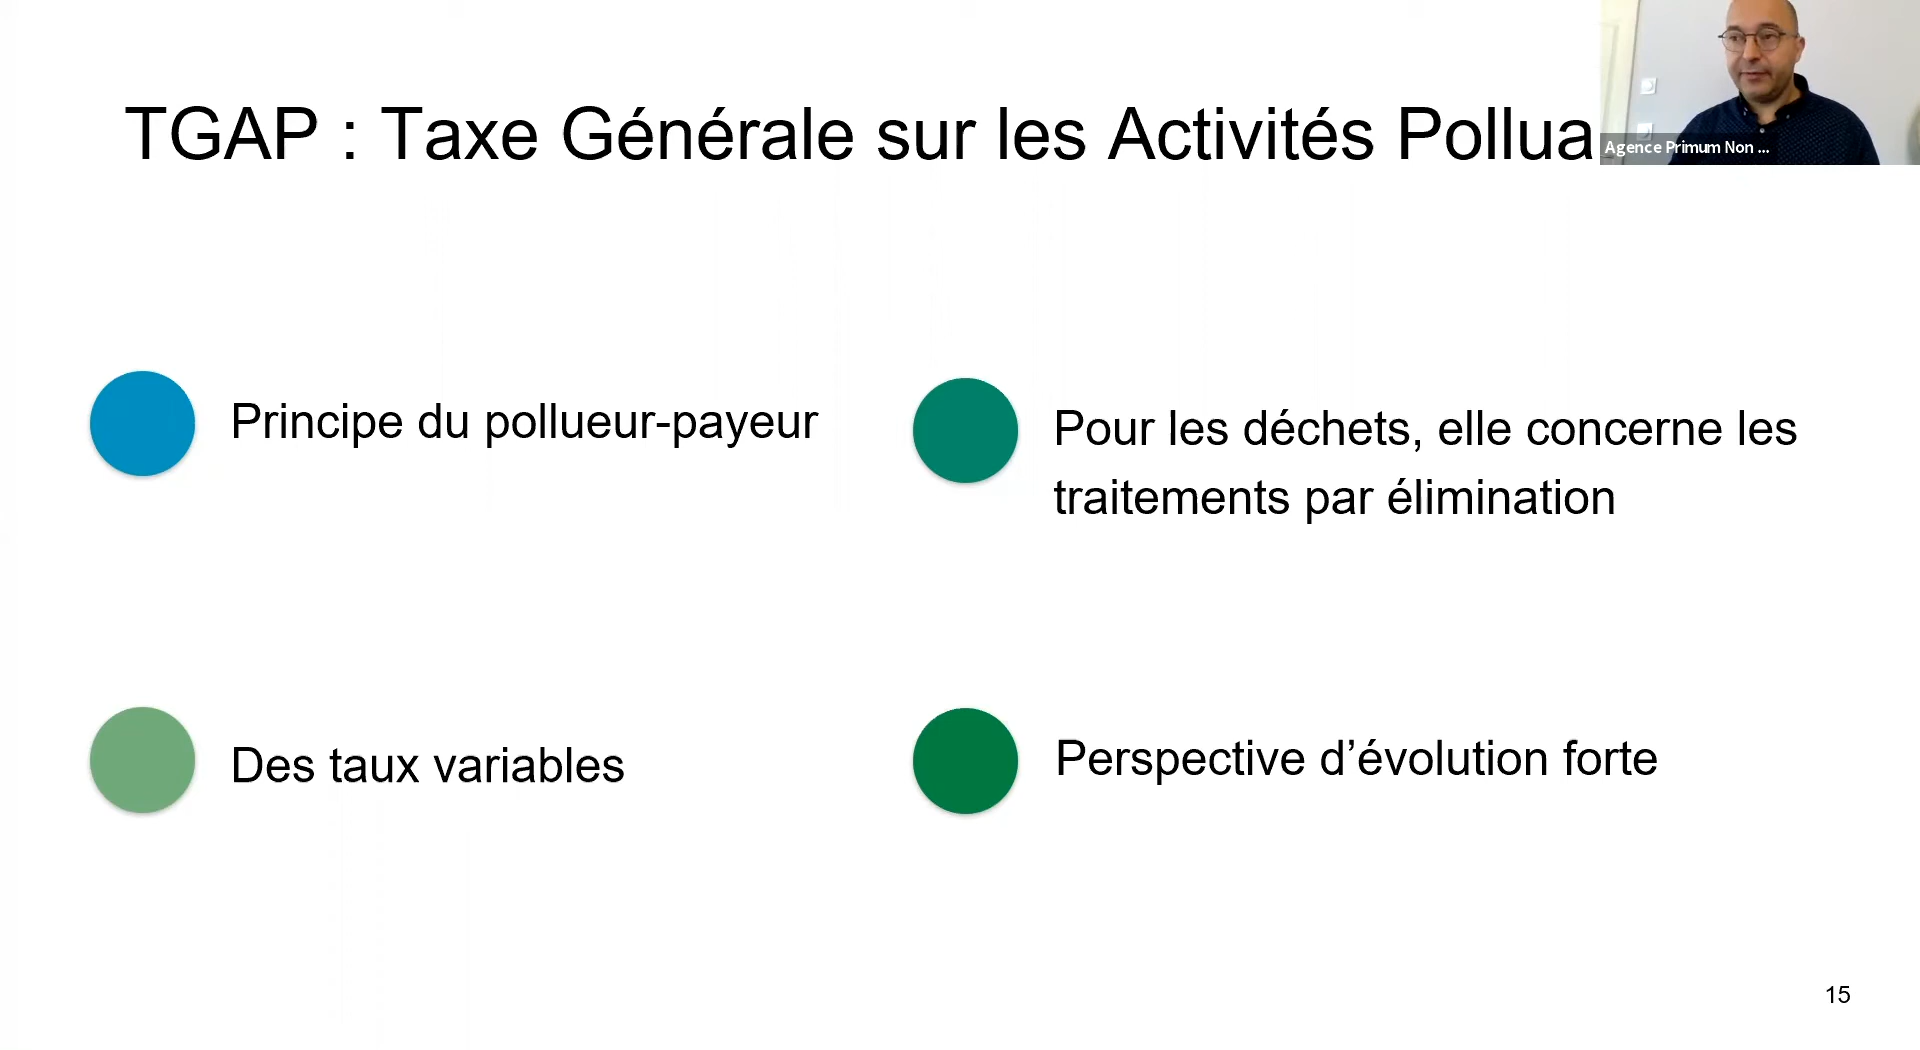 TGAP : Taxe Générale sur les Activités Pollua
Agence Primum Non ...
Principe du pollueur-payeur
Pour les déchets, elle concerne les
traitements par élimination
Des taux variables
Perspective d’évolution forte
15